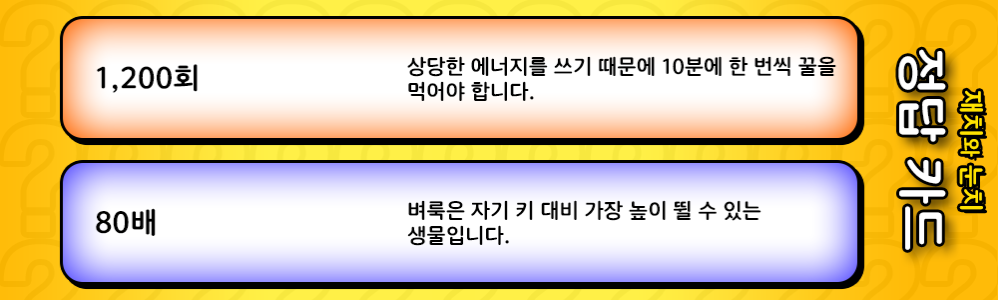 1,200회
상당한 에너지를 쓰기 때문에 10분에 한 번씩 꿀을
먹어야 합니다.
80배
벼룩은 자기 키 대비 가장 높이 뛸 수 있는
생물입니다.
재치와 눈치
정답 카드